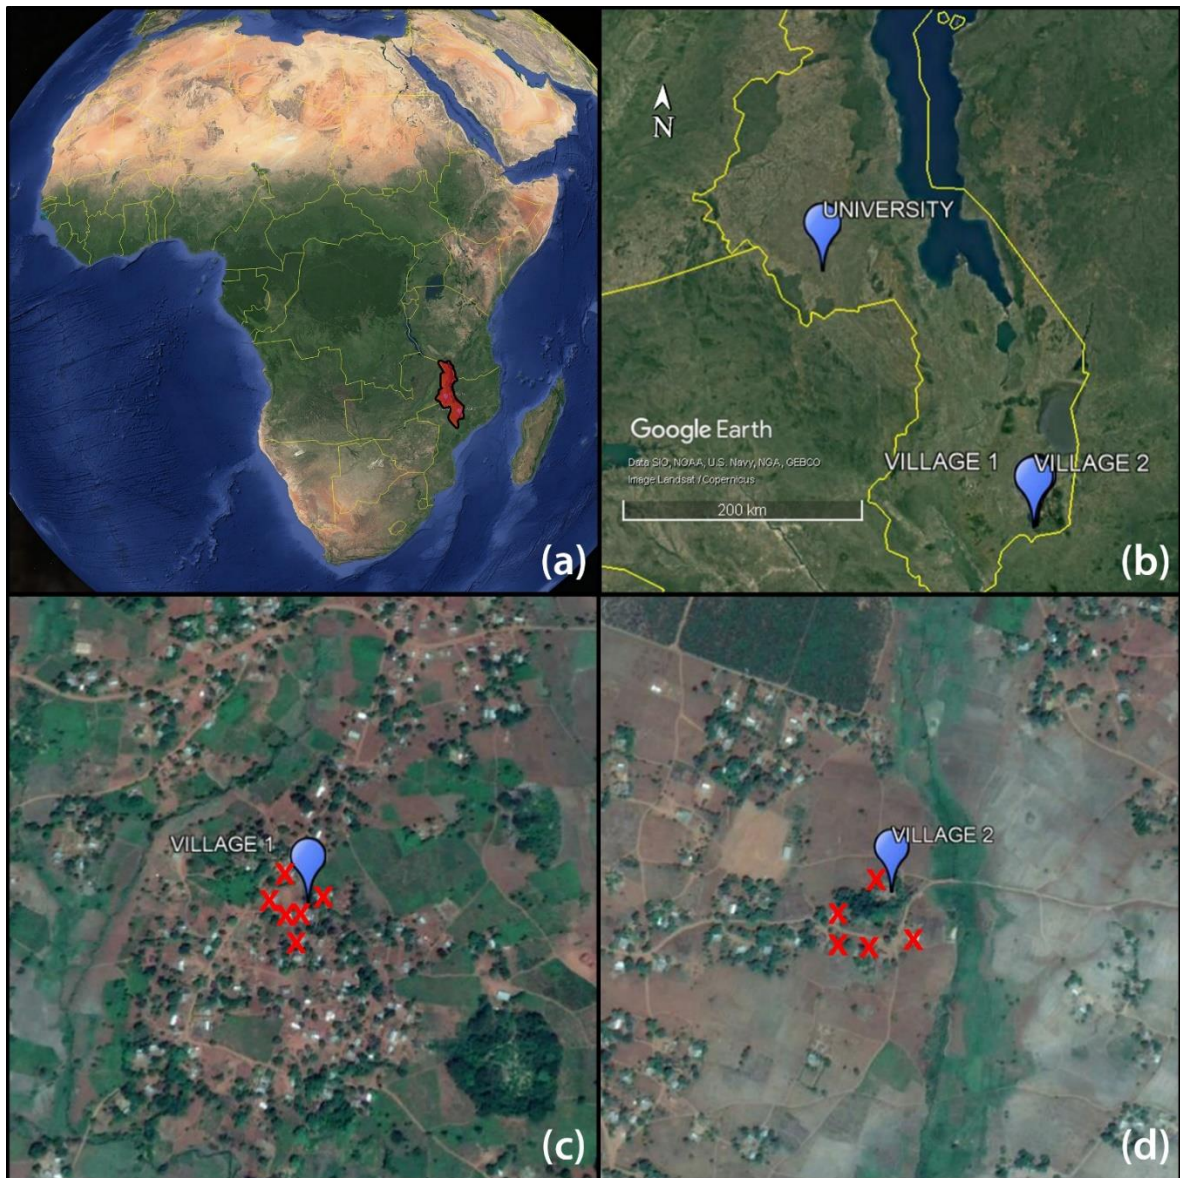 (a)
N
UNIVERSITY
Google Earth
Data SIO, NOAA, U.S. Navy, NGA, GEBCO
Image Landsat / Copernicus
200 km
VILLAGE 1
VILLAGE 2
(b)
VILLAGE 1
X
X
X
X
X
X
(c)
VILLAGE 2
X
X
X
X
X
(d)